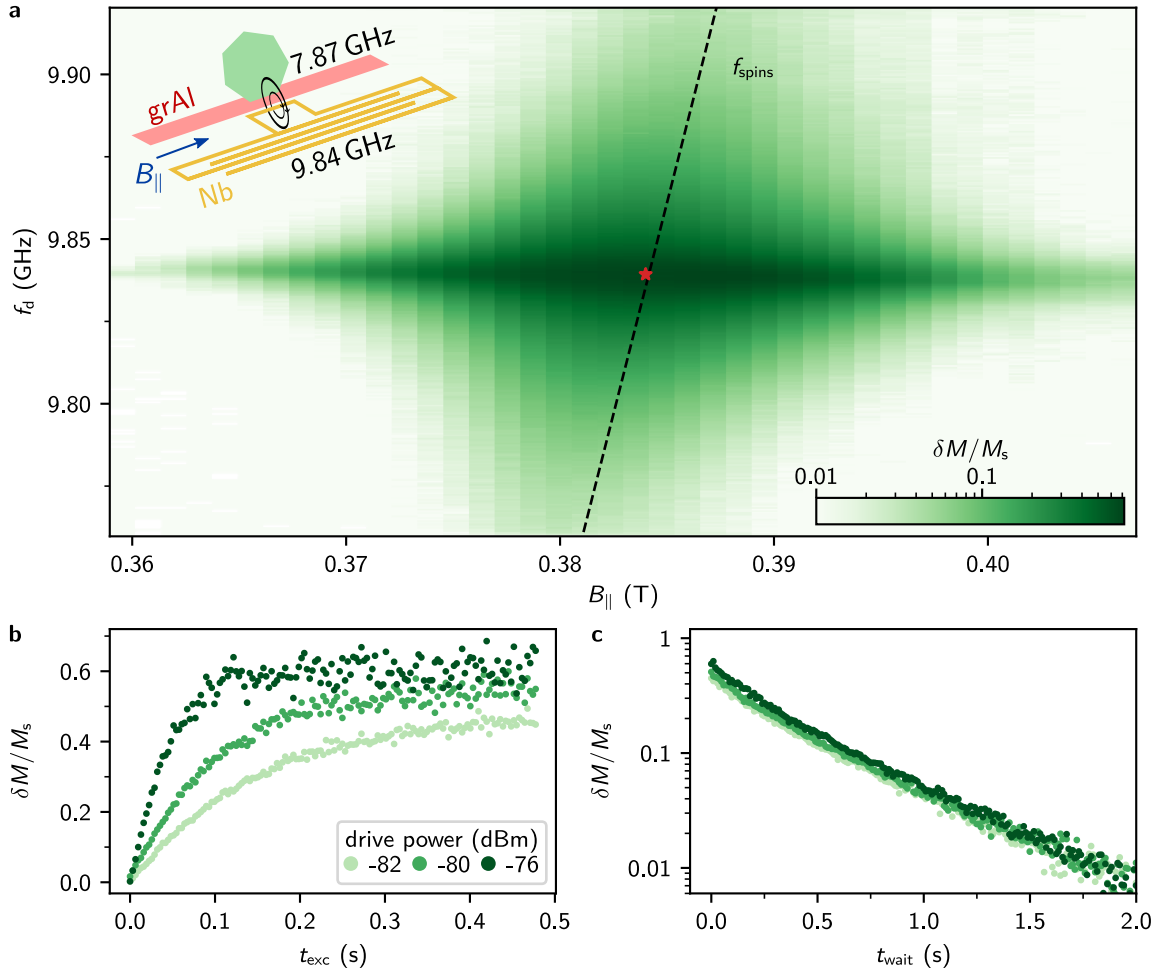 a
7.87 GHz
grAl
B∥
9.84 GHz
Nb
f_spins
9.90
9.85
9.80
f_d (GHz)
δM/M_s
0.01
0.1
0.36
0.37
0.38
0.39
0.40
B∥ (T)
b
0.6
0.4
0.2
0.0
δM/M_s
drive power (dBm)
-82 -80 -76
0.0 0.1 0.2 0.3 0.4 0.5
t_exc (s)
c
1
0.1
0.01
δM/M_s
0.0 0.5 1.0 1.5 2.0
t_wait (s)